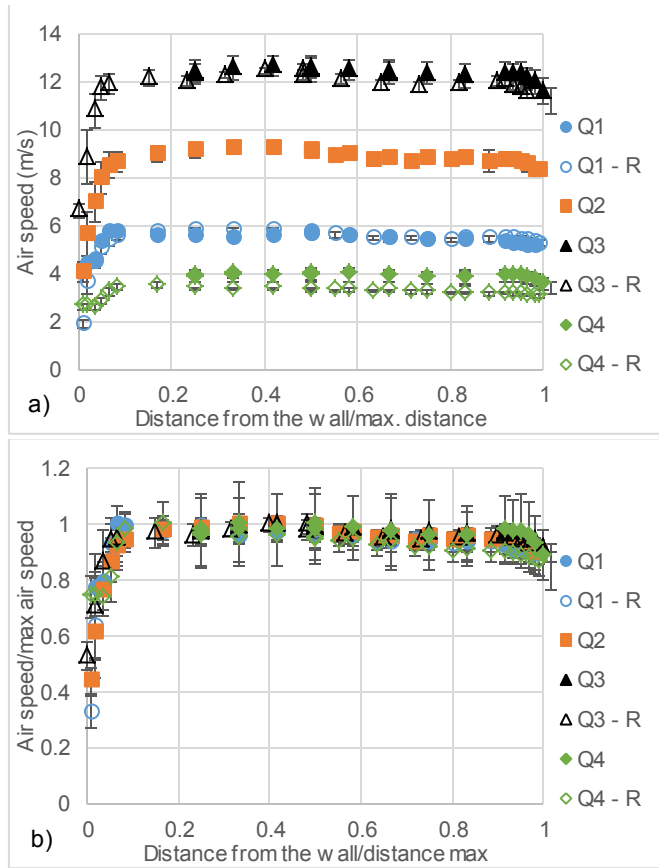 14
12
10
8
6
4
2
0
Air speed (m/s)
0
0.2
0.4
0.6
0.8
1
Distance from the wall/max. distance
a)
Q1
Q1 - R
Q2
Q3
Q3 - R
Q4
Q4 - R
1.2
1
0.8
0.6
0.4
0.2
0
Air speed/max air speed
0
0.2
0.4
0.6
0.8
1
Distance from the wall/distance max
b)
Q1
Q1 - R
Q2
Q3
Q3 - R
Q4
Q4 - R